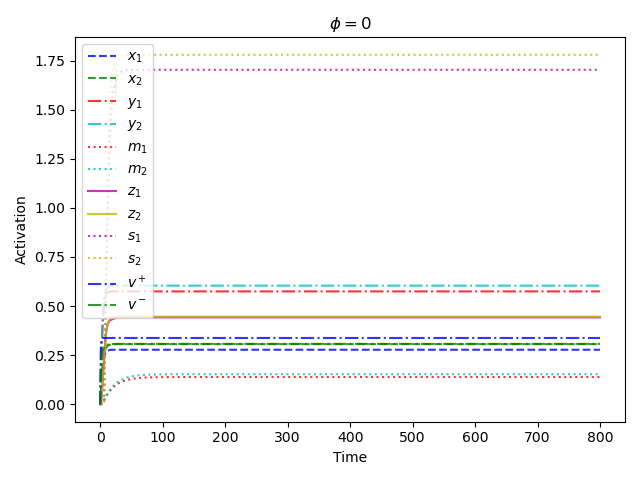 ϕ = 0
Activation
1.75
1.50
1.25
1.00
0.75
0.50
0.25
0.00
x₁
x₂
y₁
y₂
m₁
m₂
z₁
z₂
s₁
s₂
v⁺
v⁻
0 100 200 300 400 500 600 700 800
Time